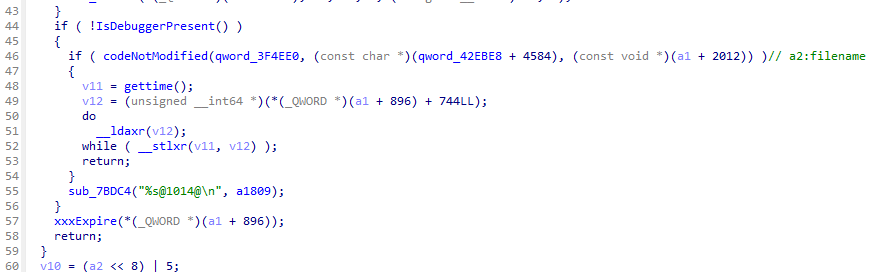 43 }
44 if ( !IsDebuggerPresent() )
45 {
46 if ( codeNotModified(qword_3F4EE0, (const char *)(qword_42EBE8 + 4584), (const void *)(a1 + 2012)) )// a2:filename
47 {
48 v11 = gettime();
49 v12 = (unsigned __int64 *)(*(_QWORD *)(a1 + 896) + 744LL);
50 do
51 __ldaxr(v12);
52 while ( __stlxr(v11, v12) );
53 return;
54 }
55 sub_7BDC4("%s@1014@\n", a1809);
56 }
57 xxxExpire(*(_QWORD *)(a1 + 896));
58 return;
59 }
60 v10 = (a2 << 8) | 5;